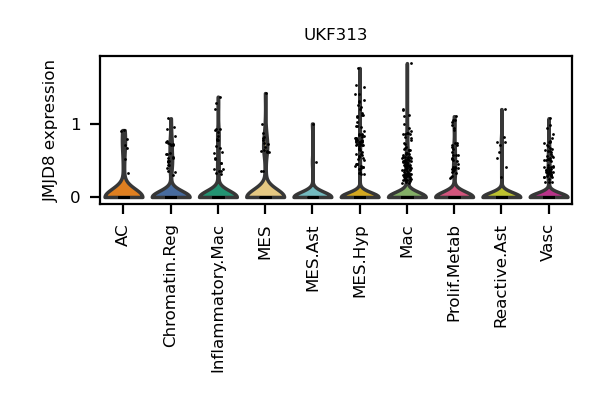 UKF313
JMJD8 expression
1
0
AC
Chromatin.Reg
Inflammatory.Mac
MES
MES.Ast
MES.Hyp
Mac
Prolif.Metab
Reactive.Ast
Vasc